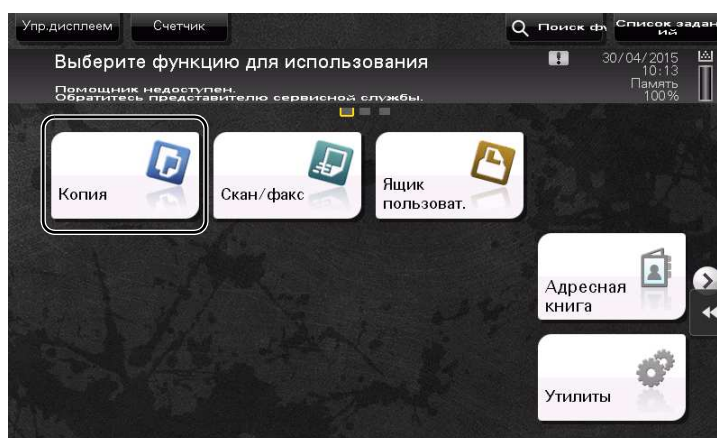 Упр.дисплеем
Счетчик
Поиск
Список задан
ий
Выберите функцию для использования
Помощник недоступен.
Обратитесь представителю сервисной службы.
30/04/2015
10:13
Память
100%
Копия
Скан/факс
Ящик
пользоват.
Адресная
книга
Утилиты